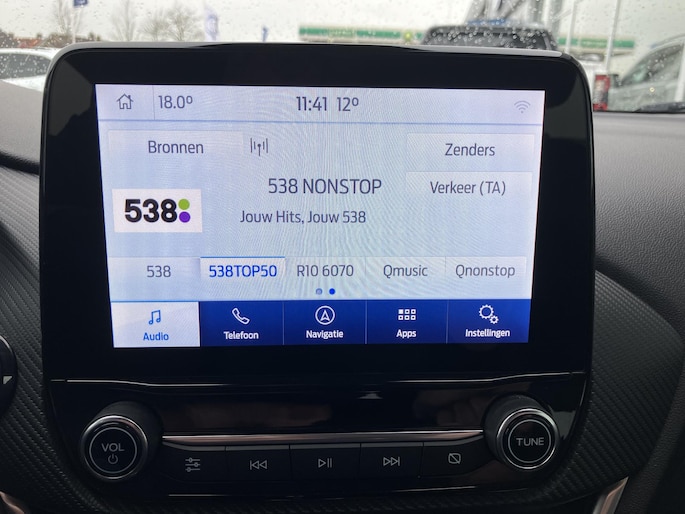 18.0° 11:41 12°
Bronnen
Zenders
538 NONSTOP
Verkeer (TA)
538
Jouw Hits, Jouw 538
538 538TOP50 R10 6070 Qmusic Qnonstop
Audio Telefoon Navigatie Apps Instellingen
VOL
TUNE